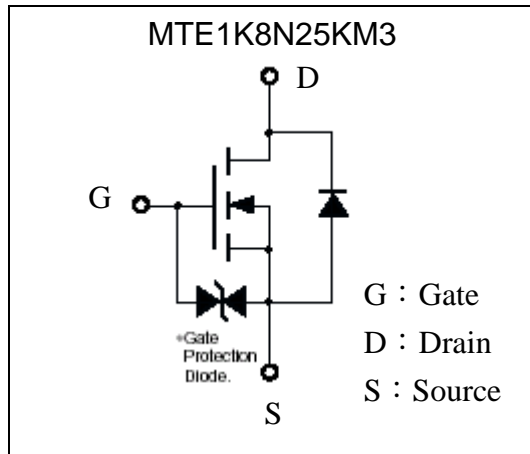 MTE1K8N25KM3
D
G
*Gate
Protection
Diode.
G：Gate
D：Drain
S：Source
S